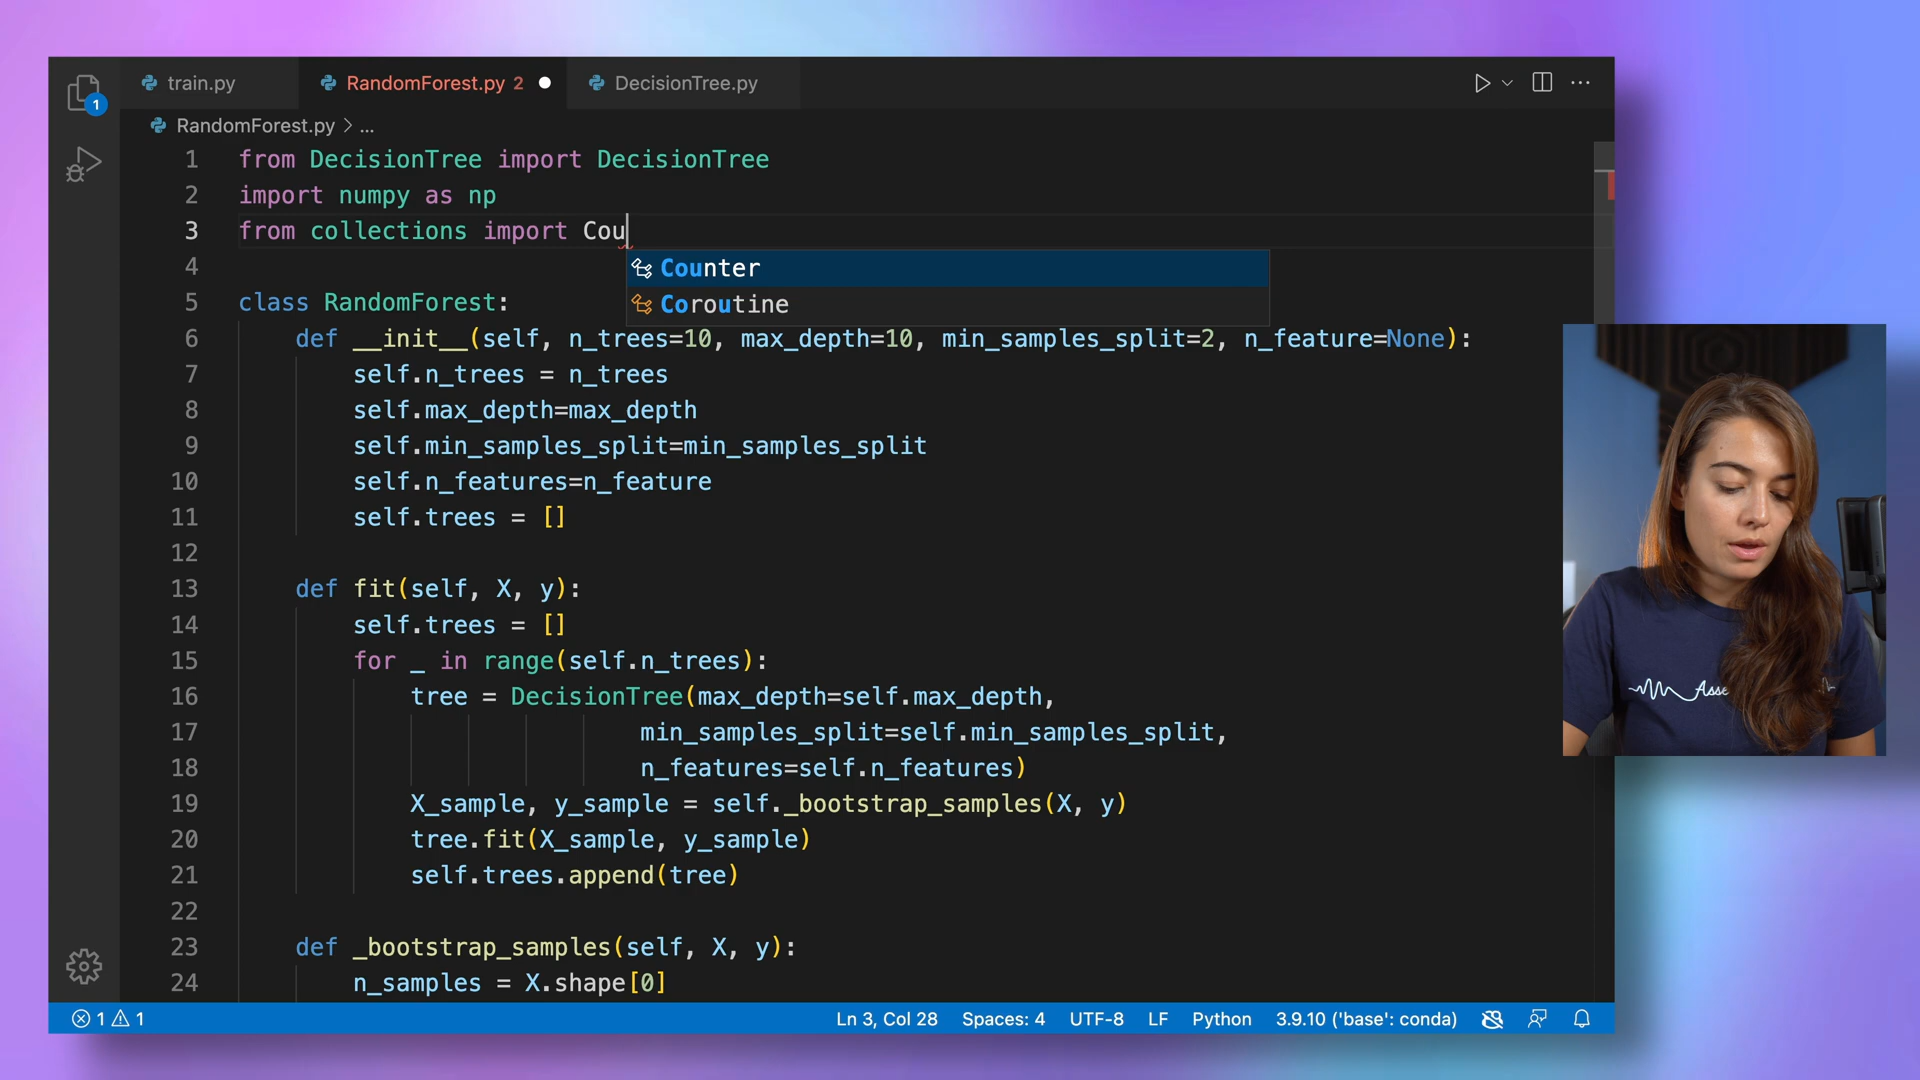 train.py RandomForest.py 2 DecisionTree.py
1
RandomForest.py > ...
1 from DecisionTree import DecisionTree
2 import numpy as np
3 from collections import Cou
4
Counter
Coroutine
5 class RandomForest:
6 def __init__(self, n_trees=10, max_depth=10, min_samples_split=2, n_feature=None):
7 self.n_trees = n_trees
8 self.max_depth=max_depth
9 self.min_samples_split=min_samples_split
10 self.n_features=n_feature
11 self.trees = []
12
13 def fit(self, X, y):
14 self.trees = []
15 for _ in range(self.n_trees):
16 tree = DecisionTree(max_depth=self.max_depth,
17 min_samples_split=self.min_samples_split,
18 n_features=self.n_features)
19 X_sample, y_sample = self._bootstrap_samples(X, y)
20 tree.fit(X_sample, y_sample)
21 self.trees.append(tree)
22
23 def _bootstrap_samples(self, X, y):
24 n_samples = X.shape[0]
1 1 Ln 3, Col 28 Spaces: 4 UTF-8 LF Python 3.9.10 ('base': conda)